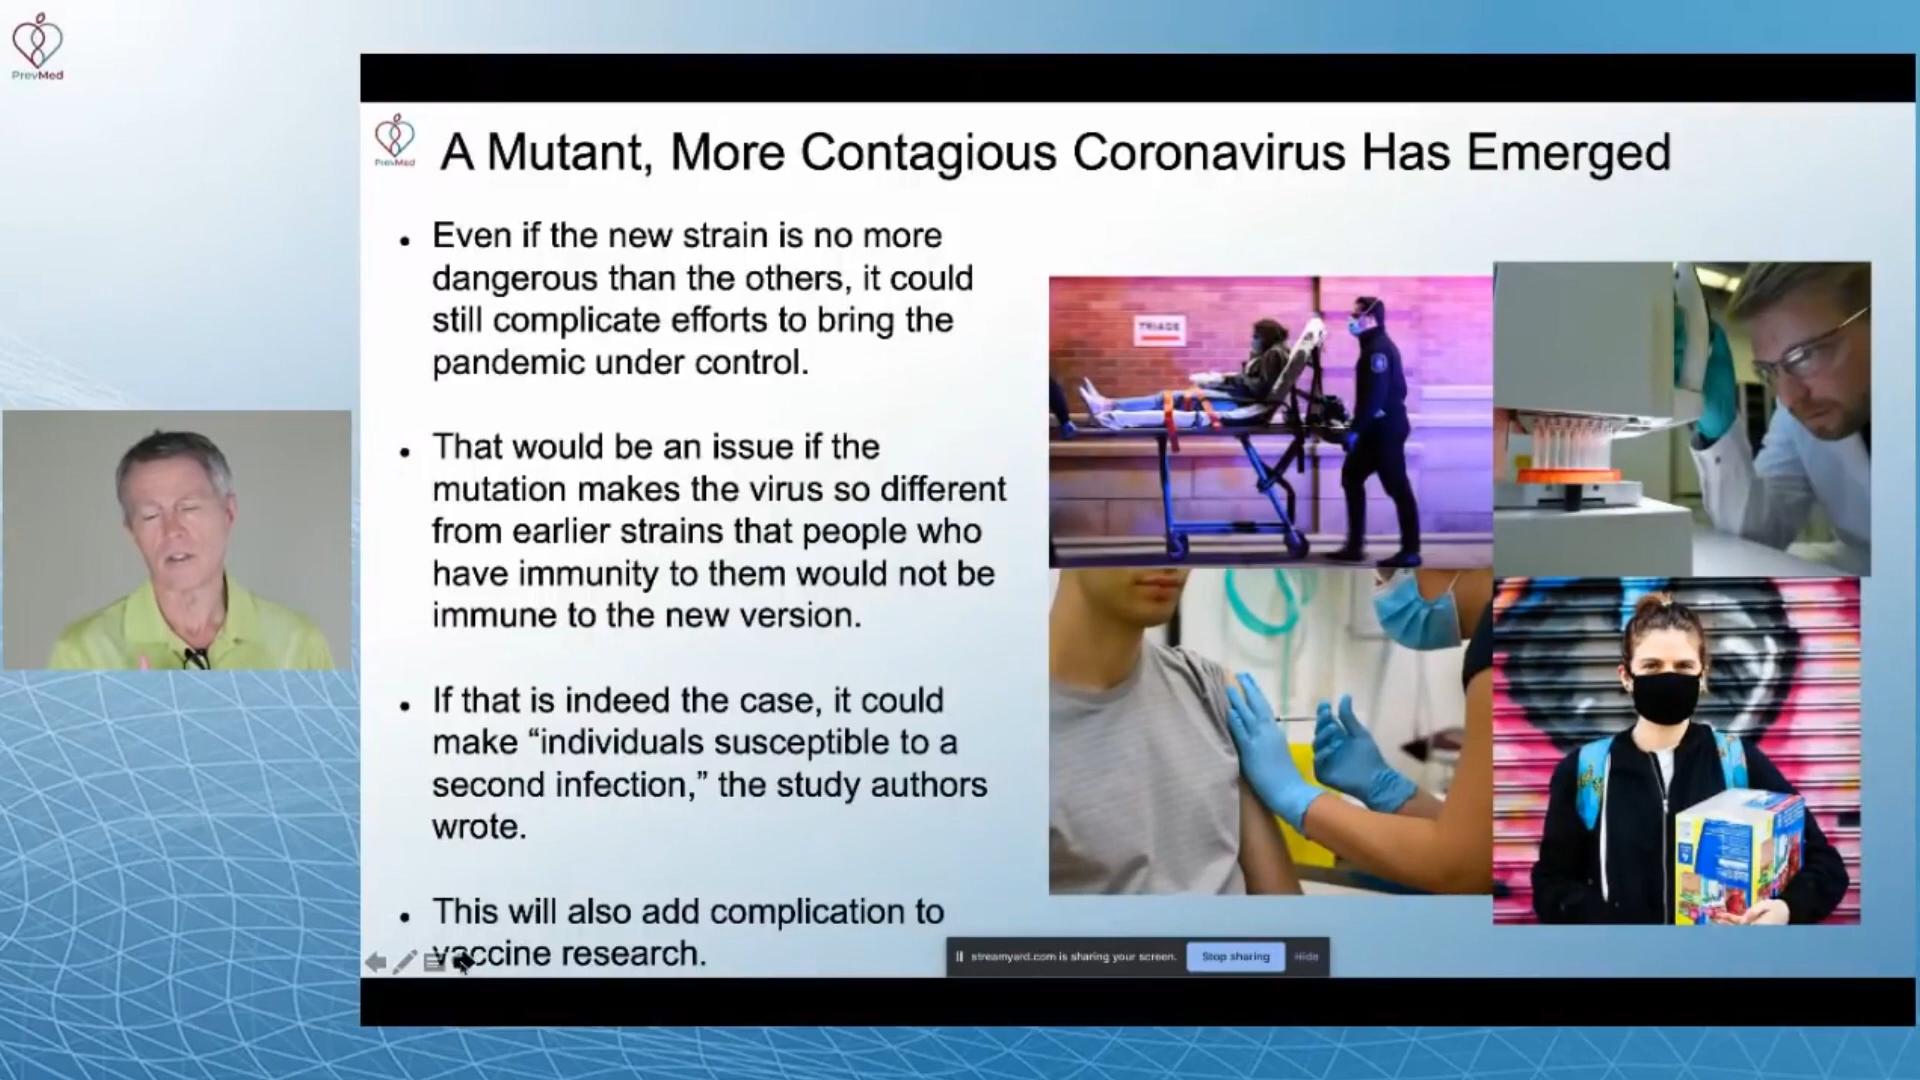 PrevMed
PrevMed
A Mutant, More Contagious Coronavirus Has Emerged
• Even if the new strain is no more
dangerous than the others, it could
still complicate efforts to bring the
pandemic under control.
• That would be an issue if the
mutation makes the virus so different
from earlier strains that people who
have immunity to them would not be
immune to the new version.
• If that is indeed the case, it could
make “individuals susceptible to a
second infection,” the study authors
wrote.
• This will also add complication to
vaccine research.
TRIAGE
streamyard.com is sharing your screen.
Stop sharing
Hide